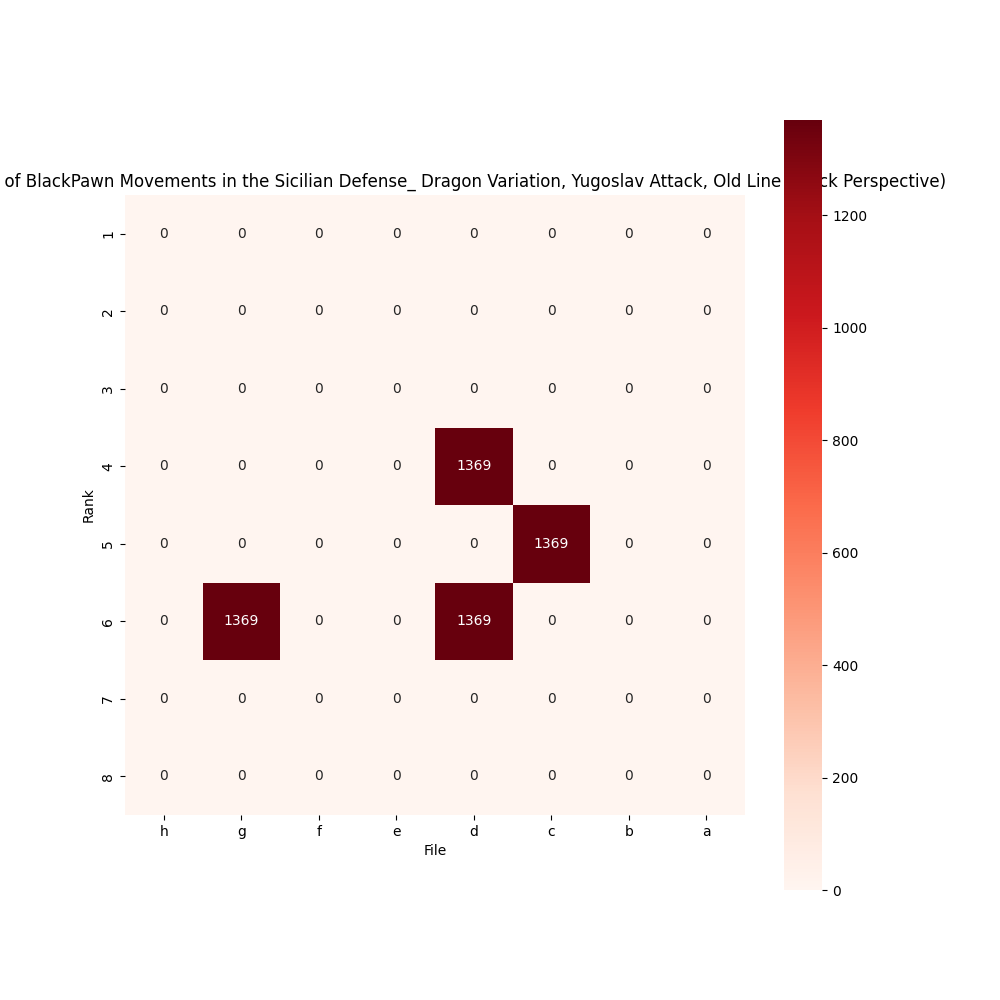 of BlackPawn Movements in the Sicilian Defense_ Dragon Variation, Yugoslav Attack, Old Line ck Perspective)
1 0 0 0 0 0 0 0 0
2 0 0 0 0 0 0 0 0
3 0 0 0 0 0 0 0 0
4 0 0 0 0 1369 0 0 0
5 0 0 0 0 0 1369 0 0
6 0 1369 0 0 1369 0 0 0
7 0 0 0 0 0 0 0 0
8 0 0 0 0 0 0 0 0
h g f e d c b a
File
Rank
1200
1000
800
600
400
200
0